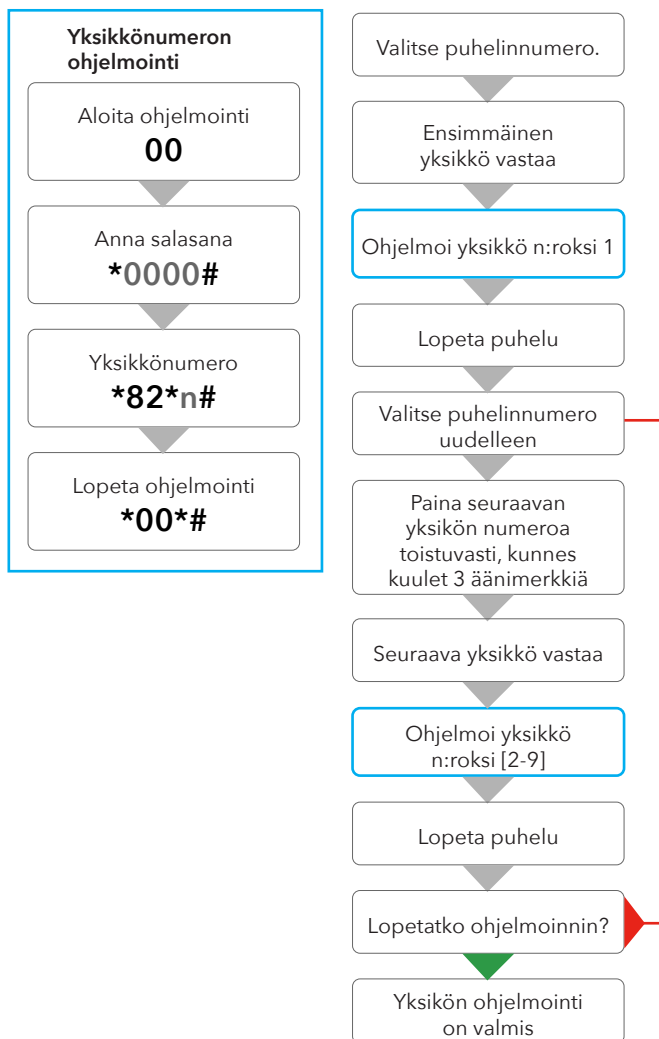 Yksikkönumeron
ohjelmointi
Aloita ohjelmointi
00
Anna salasana
*0000#
Yksikkönumero
*82*n#
Lopeta ohjelmointi
*00*#
Valitse puhelinnumero.
Ensimmäinen
yksikkö vastaa
Ohjelmoi yksikkö n:roksi 1
Lopeta puhelu
Valitse puhelinnumero
uudelleen
Paina seuraavan
yksikön numeroa
toistuvasti, kunnes
kuulet 3 äänimerkkiä
Seuraava yksikkö vastaa
Ohjelmoi yksikkö
n:roksi [2-9]
Lopeta puhelu
Lopetatko ohjelmoinnin?
Yksikön ohjelmointi
on valmis